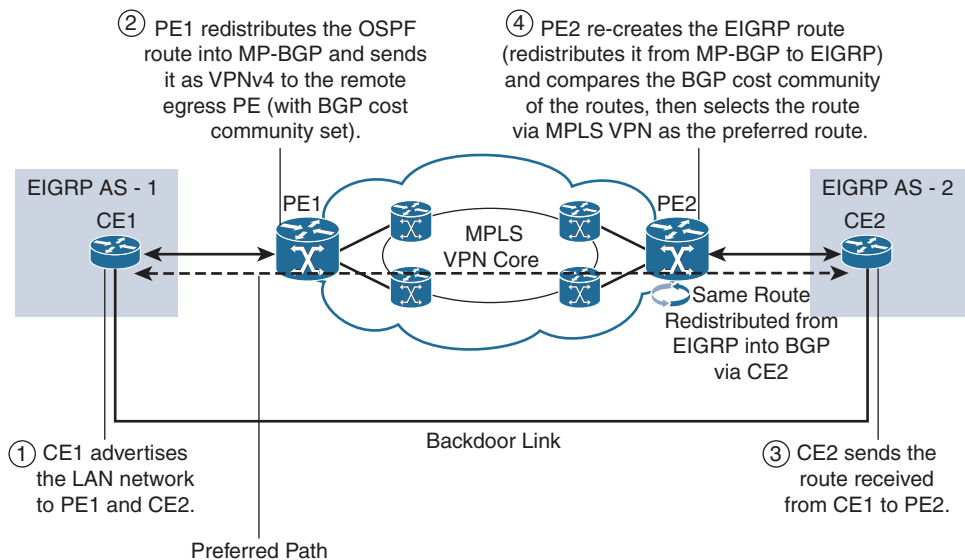 ② PE1 redistributes the OSPF
route into MP-BGP and sends
it as VPNv4 to the remote
egress PE (with BGP cost
community set).
④ PE2 re-creates the EIGRP route
(redistributes it from MP-BGP to EIGRP)
and compares the BGP cost community
of the routes, then selects the route
via MPLS VPN as the preferred route.
EIGRP AS - 1
CE1
PE1
MPLS
VPN Core
PE2
EIGRP AS - 2
CE2
Same Route
Redistributed from
EIGRP into BGP
via CE2
Backdoor Link
① CE1 advertises
the LAN network
to PE1 and CE2.
③ CE2 sends the
route received
from CE1 to PE2.
Preferred Path